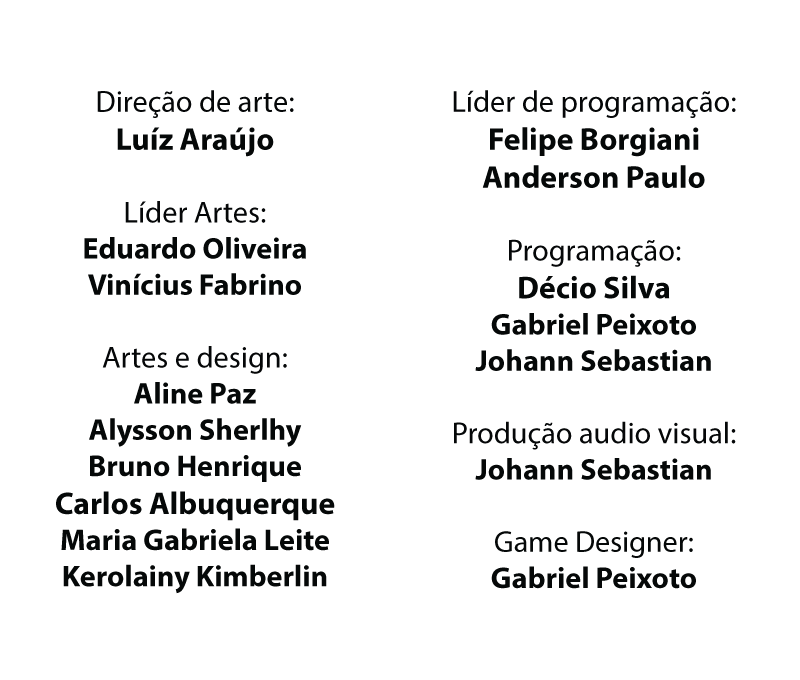 Direção de arte:
Luíz Araújo
Líder Artes:
Eduardo Oliveira
Vinícius Fabrino
Artes e design:
Aline Paz
Alysson Sherlhy
Bruno Henrique
Carlos Albuquerque
Maria Gabriela Leite
Kerolainy Kimberlin
Líder de programação:
Felipe Borgiani
Anderson Paulo
Programação:
Décio Silva
Gabriel Peixoto
Johann Sebastian
Produção audio visual:
Johann Sebastian
Game Designer:
Gabriel Peixoto